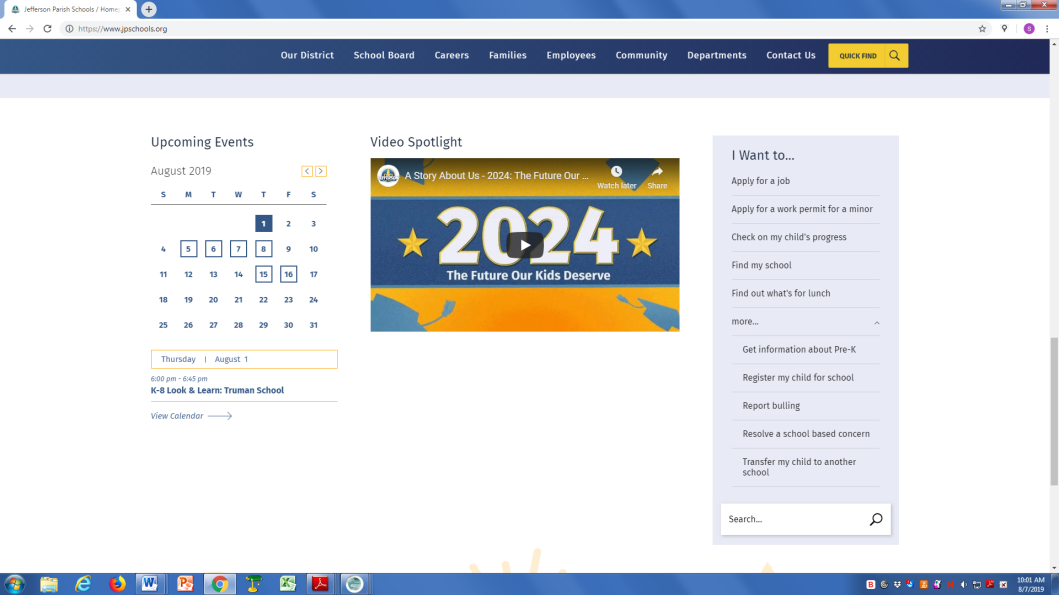 Jefferson Parish Schools / Home
https://www.jpschools.org
Our District School Board Careers Families Employees Community Departments Contact Us QUICK FIND
Upcoming Events
August 2019
S M T W T F S
1 2 3
4 5 6 7 8 9 10
11 12 13 14 15 16 17
18 19 20 21 22 23 24
25 26 27 28 29 30 31
Thursday | August 1
6:00 pm - 6:45 pm
K-8 Look & Learn: Truman School
View Calendar
Video Spotlight
A Story About Us - 2024: The Future Our ...
Watch later Share
2024
The Future Our Kids Deserve
I Want to...
Apply for a job
Apply for a work permit for a minor
Check on my child's progress
Find my school
Find out what's for lunch
more...
Get information about Pre-K
Register my child for school
Report bulling
Resolve a school based concern
Transfer my child to another
school
Search...
10:01 AM
8/7/2019